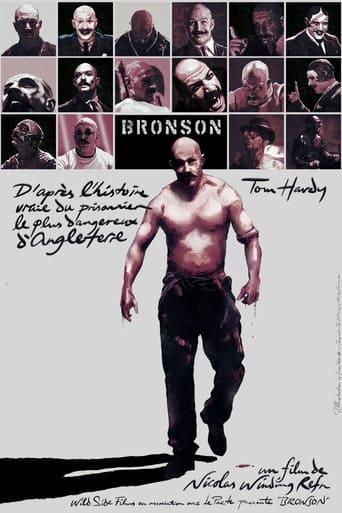 BRONSON
D'après l'histoire
vraie du prisonnier
le plus dangereux
d'Angleterre
Tom Hardy
un film de
Nicolas Winding Refn
Wild Side Films en association avec Le Pacte présente "BRONSON"